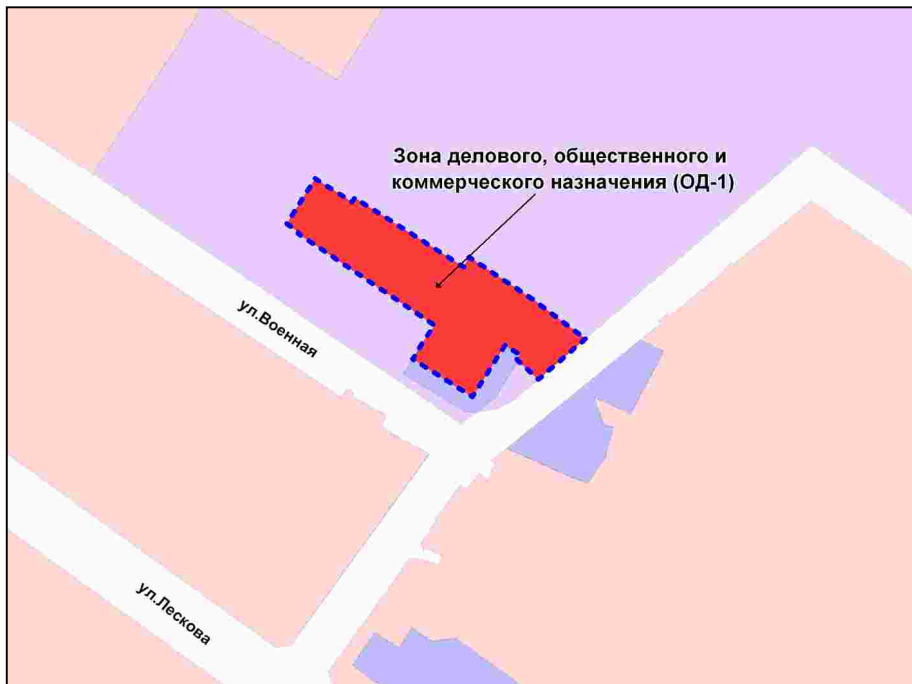 Зона делового, общественного и
коммерческого назначения (ОД-1)
ул.Военная
ул.Лескова